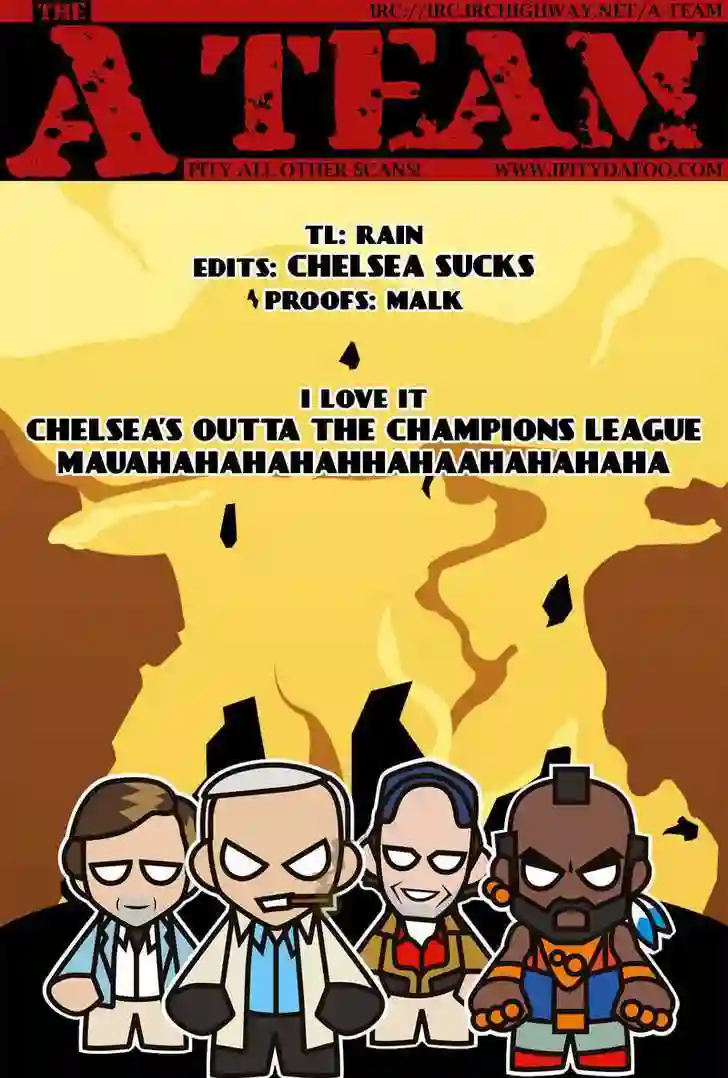 THE
IRC://IRC.IRCHIGHWAY.NET/A-TEAM
A TEAM
PITY ALL OTHER SCANS!
WWW.IPITYDAFOO.COM
TL: RAIN
EDITS: CHELSEA SUCKS
PROOFS: MALK
I LOVE IT
CHELSEA'S OUTTA THE CHAMPIONS LEAGUE
MAUAHAHAHAHAHHAHAAHAHAHAHA